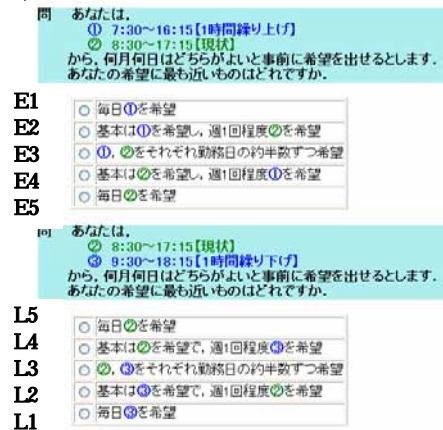 問 あなたは,
① 7:30~16:15【1時間繰り上げ】
② 8:30~17:15【現状】
から, 何月何日はどちらがよいと事前に希望を出せるとします.
あなたの希望に最も近いものはどれですか.
E1 毎日①を希望
E2 基本は①を希望し, 週1回程度②を希望
E3 ①, ②をそれぞれ勤務日の約半数ずつ希望
E4 基本は②を希望し, 週1回程度①を希望
E5 毎日②を希望
問 あなたは,
② 8:30~17:15【現状】
③ 9:30~18:15【1時間繰り下げ】
から, 何月何日はどちらがよいと事前に希望を出せるとします.
あなたの希望に最も近いものはどれですか.
L5 毎日②を希望
L4 基本は②を希望で, 週1回程度③を希望
L3 ②, ③をそれぞれ勤務日の約半数ずつ希望
L2 基本は③を希望で, 週1回程度②を希望
L1 毎日③を希望